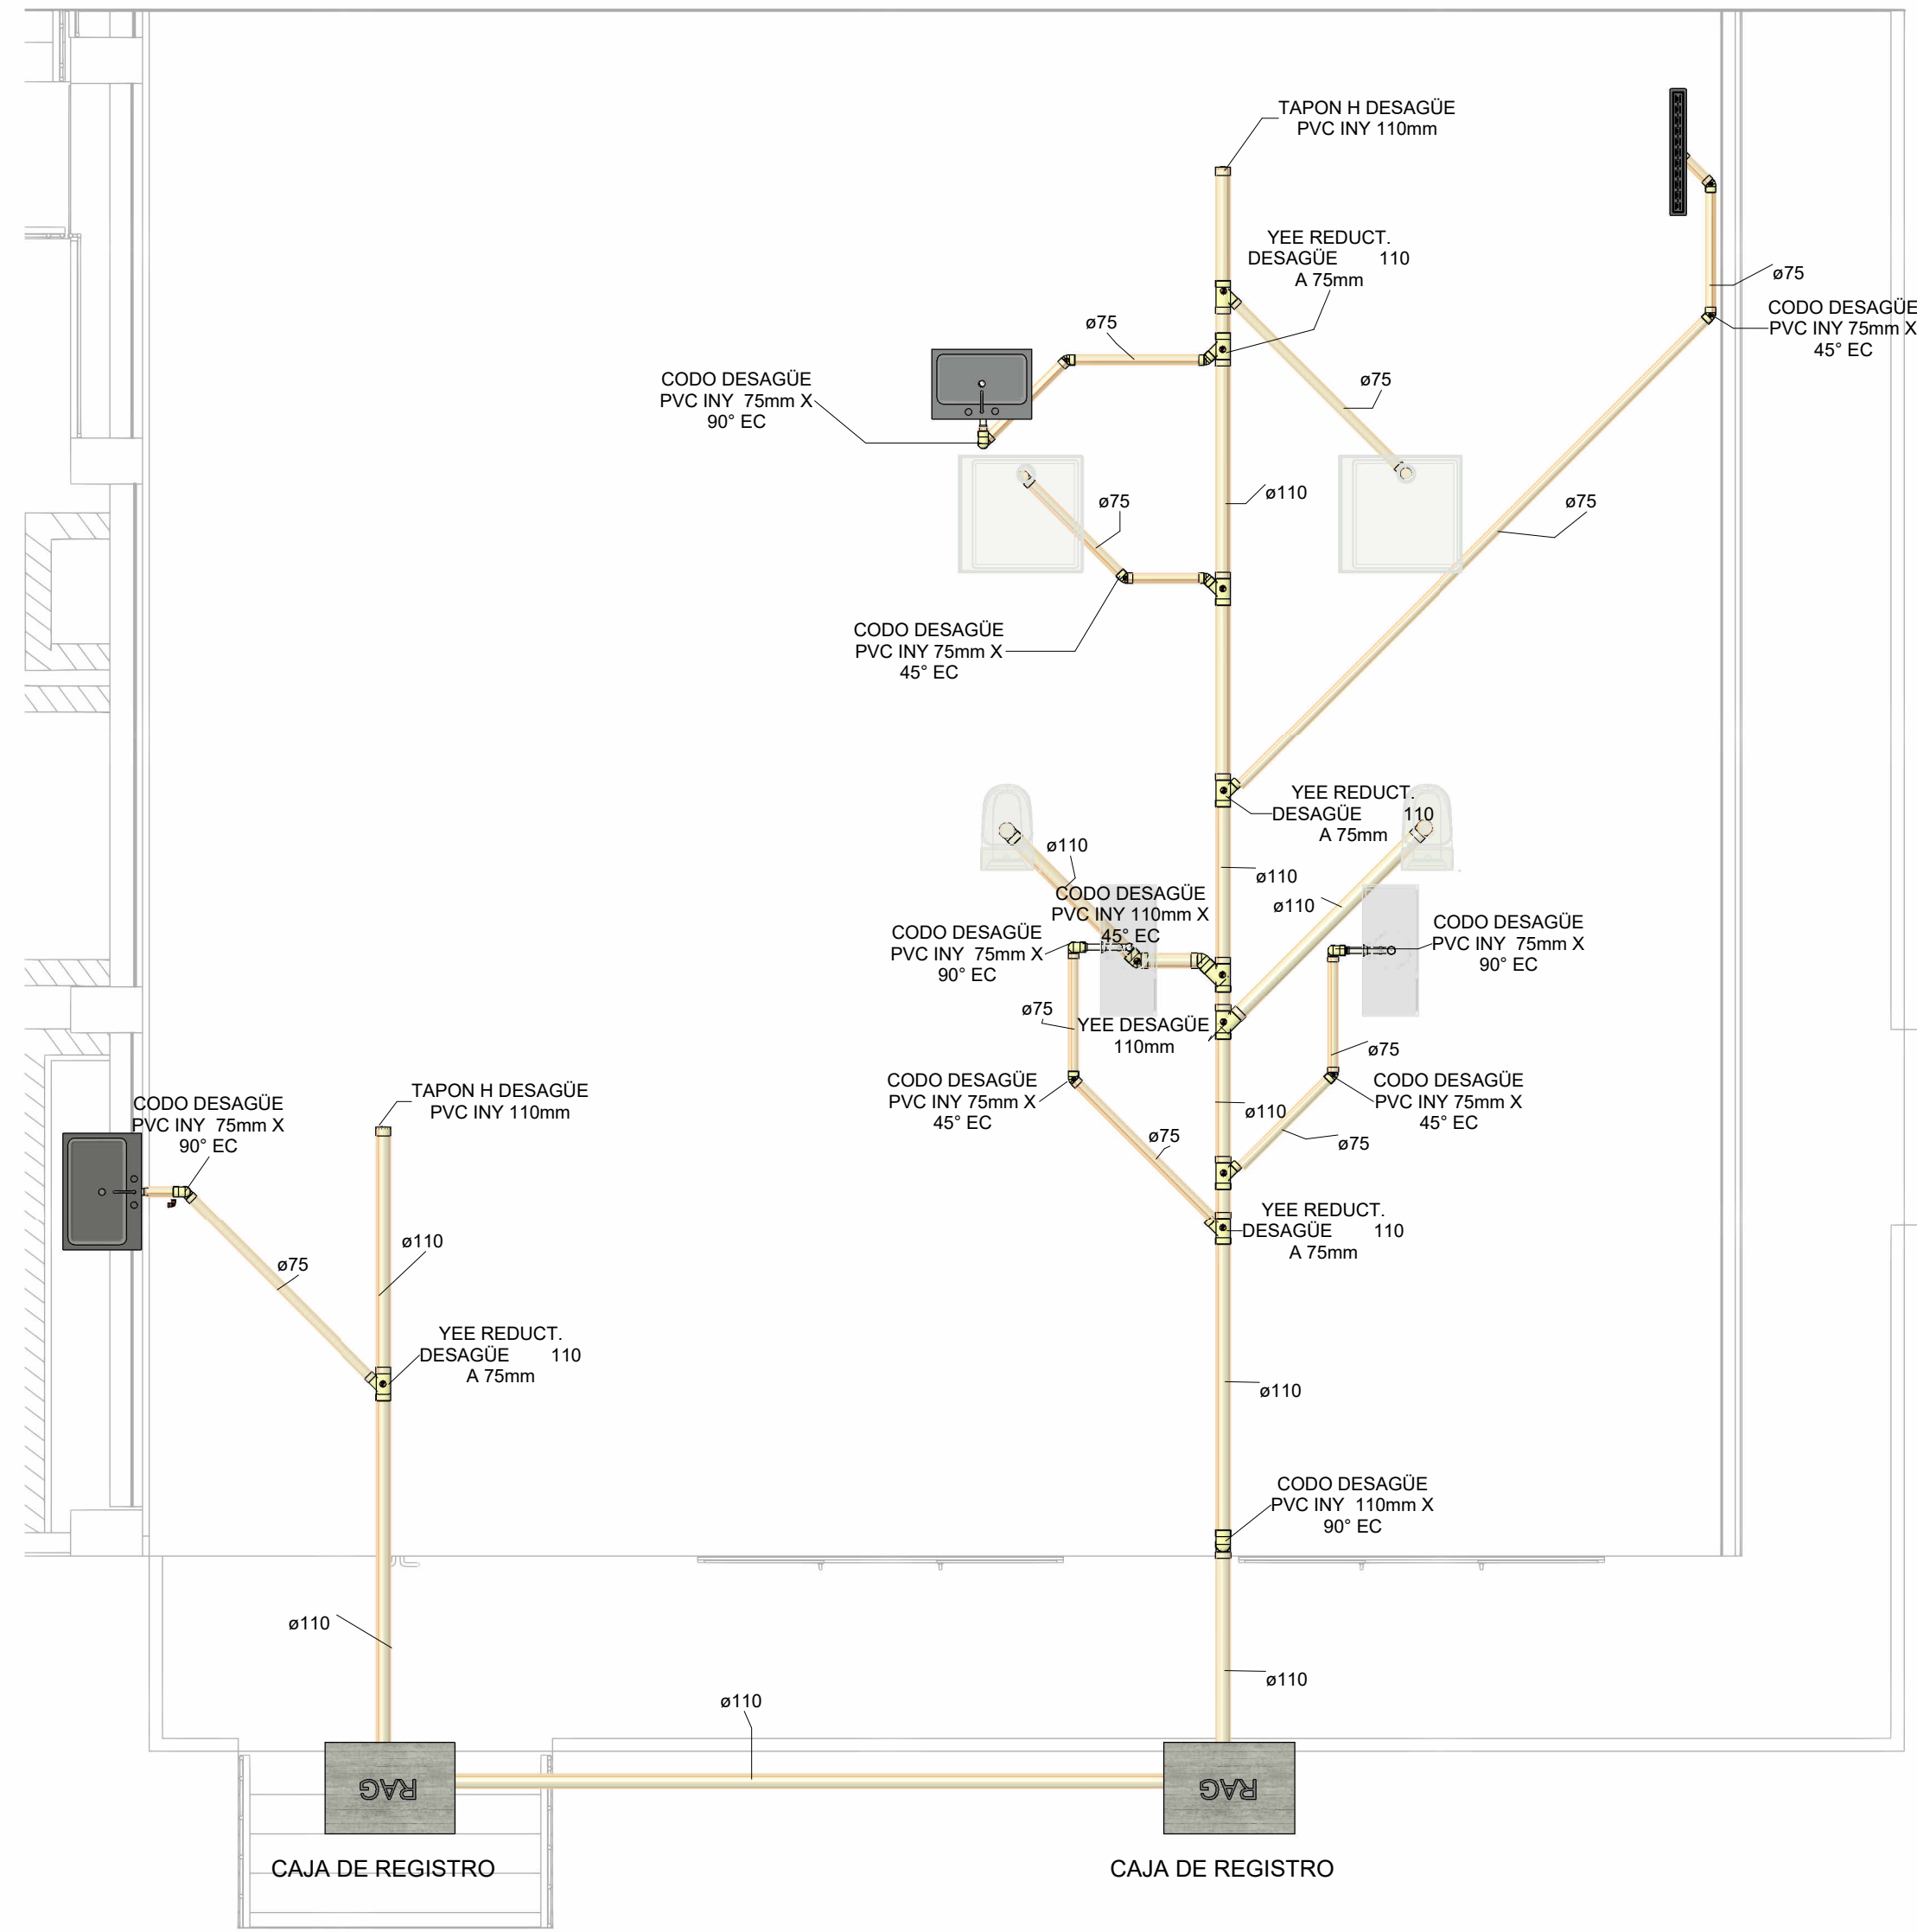 TAPON H DESAGÜE
PVC INY 110mm
YEE REDUCT.
DESAGÜE 110
A 75mm
ø75
CODO DESAGÜE
PVC INY 75mm X
45° EC
ø75
CODO DESAGÜE
PVC INY 75mm X
90° EC
ø75
ø110
ø75
ø75
CODO DESAGÜE
PVC INY 75mm X
45° EC
YEE REDUCT.
DESAGÜE 110
A 75mm
ø110
ø110
ø110
CODO DESAGÜE
PVC INY 110mm X
45° EC
CODO DESAGÜE
PVC INY 75mm X
90° EC
CODO DESAGÜE
PVC INY 75mm X
90° EC
ø75
YEE DESAGÜE
110mm
ø75
CODO DESAGÜE
PVC INY 75mm X
45° EC
CODO DESAGÜE
PVC INY 75mm X
45° EC
ø110
ø75
ø75
TAPON H DESAGÜE
PVC INY 110mm
CODO DESAGÜE
PVC INY 75mm X
90° EC
YEE REDUCT.
DESAGÜE 110
A 75mm
ø110
ø75
YEE REDUCT.
DESAGÜE 110
A 75mm
ø110
CODO DESAGÜE
PVC INY 110mm X
90° EC
ø110
ø110
ø110
RAG
RAG
CAJA DE REGISTRO
CAJA DE REGISTRO